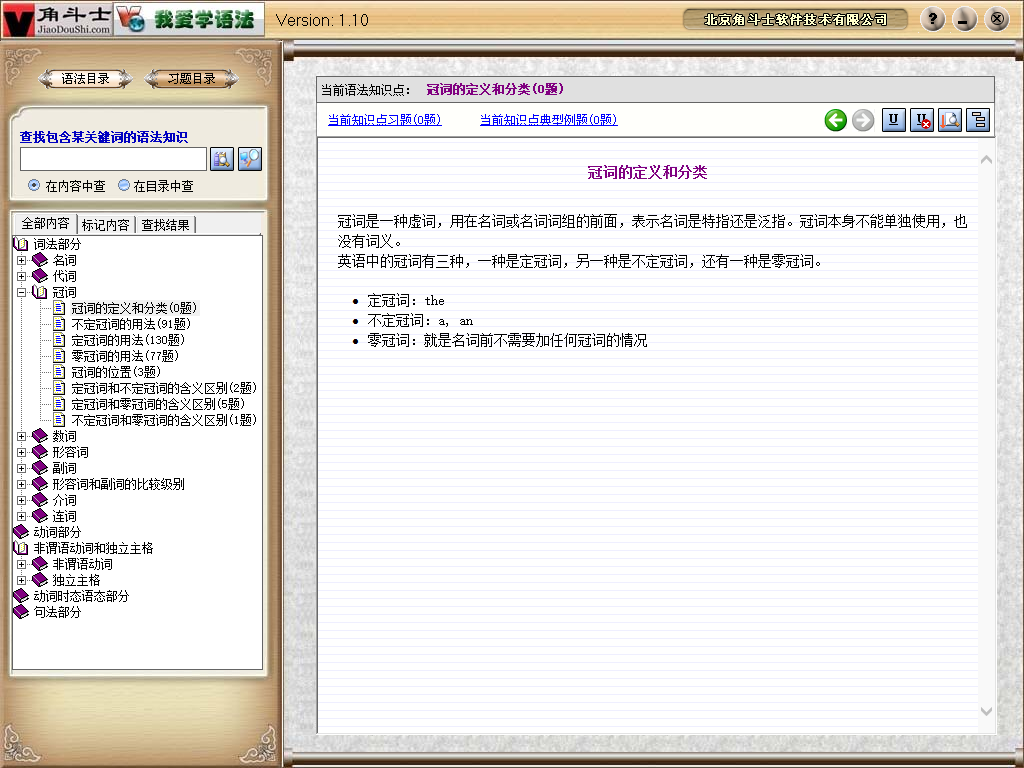 角斗士
JiaoDouShi.com
我爱学语法
Version: 1.10
北京角斗士软件技术有限公司
语法目录
习题目录
查找包含某关键词的语法知识
在内容中查
在目录中查
全部内容
标记内容
查找结果
词法部分
名词
代词
冠词
冠词的定义和分类(0题)
不定冠词的用法(91题)
定冠词的用法(130题)
零冠词的用法(77题)
冠词的位置(3题)
定冠词和不定冠词的含义区别(2题)
定冠词和零冠词的含义区别(5题)
不定冠词和零冠词的含义区别(1题)
数词
形容词
副词
形容词和副词的比较级别
介词
连词
动词部分
非谓语动词和独立主格
非谓语动词
独立主格
动词时态语态部分
句法部分
当前语法知识点： 冠词的定义和分类(0题)
当前知识点习题(0题)
当前知识点典型例题(0题)
冠词的定义和分类
冠词是一种虚词，用在名词或名词词组的前面，表示名词是特指还是泛指。冠词本身不能单独使用，也
没有词义。
英语中的冠词有三种，一种是定冠词，另一种是不定冠词，还有一种是零冠词。
• 定冠词：the
• 不定冠词：a, an
• 零冠词：就是名词前不需要加任何冠词的情况